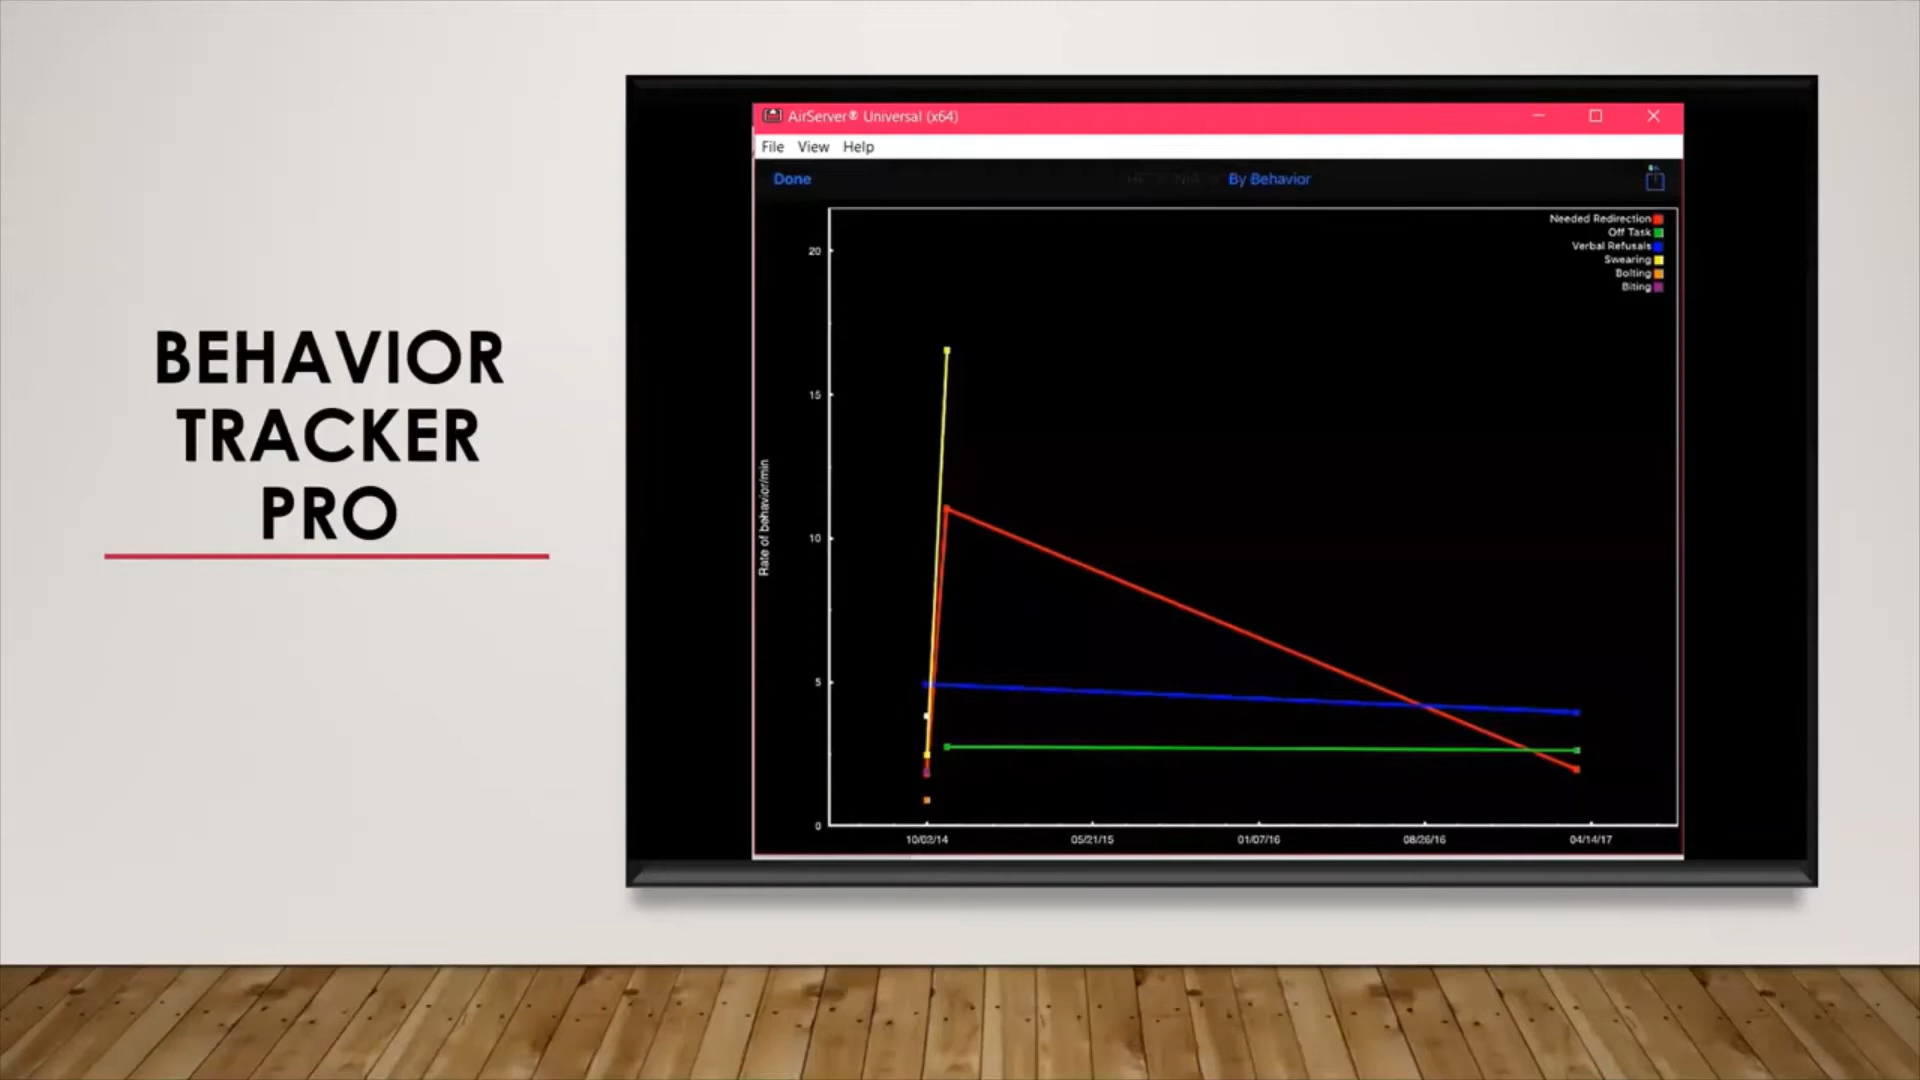 BEHAVIOR
TRACKER
PRO
AirServer® Universal (x64)
File View Help
Done
By Behavior
Needed Redirection
Off Task
Verbal Refusals
Swearing
Bolting
Biting
20
15
10
5
0
Rate of behavior/min
10/02/14 05/21/15 01/07/16 08/26/16 04/14/17